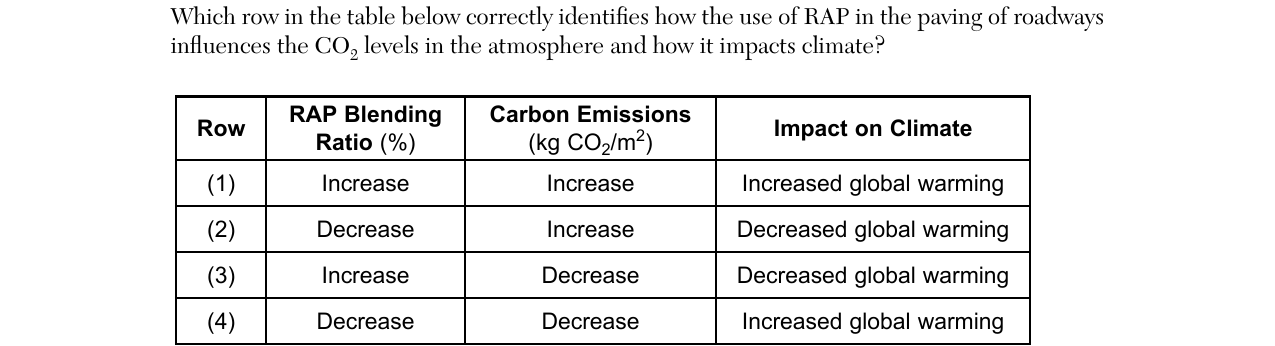 Which row in the table below correctly identifies how the use of RAP in the paving of roadways
influences the CO₂ levels in the atmosphere and how it impacts climate?
Row RAP Blending Ratio (%) Carbon Emissions (kg CO₂/m²) Impact on Climate
(1) Increase Increase Increased global warming
(2) Decrease Increase Decreased global warming
(3) Increase Decrease Decreased global warming
(4) Decrease Decrease Increased global warming